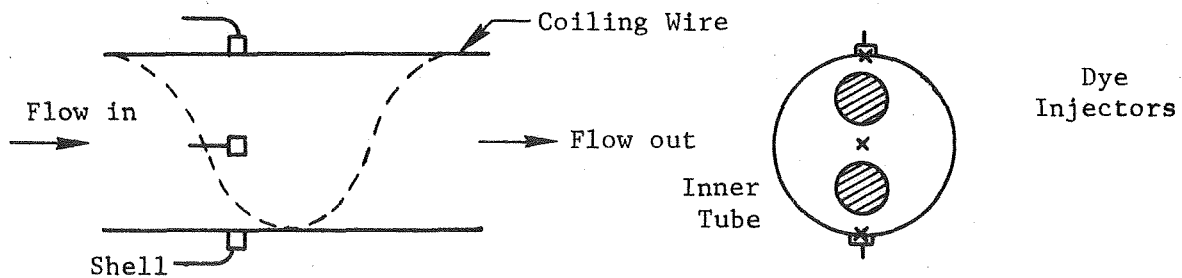 Coiling Wire
Flow in
Flow out
Shell
Inner
Tube
Dye
Injectors